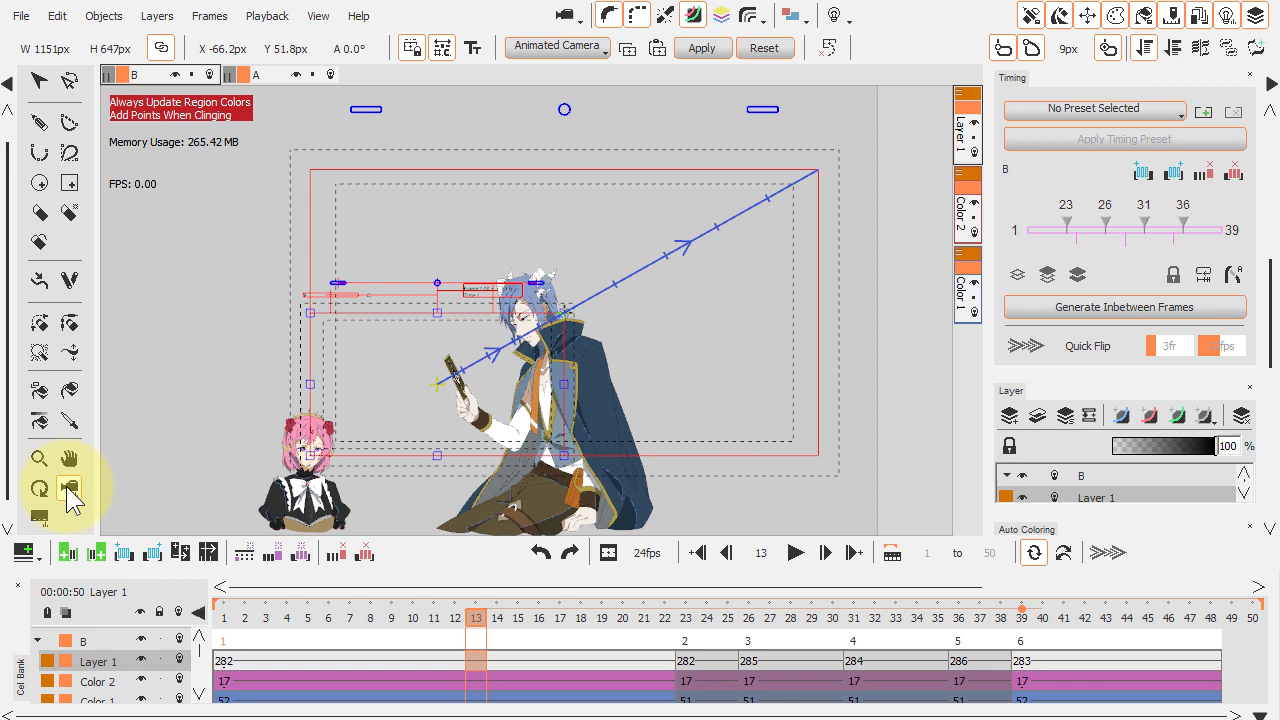 File Edit Objects Layers Frames Playback View Help
W 1151px H 647px X -66.2px Y 51.8px A 0.0° Animated Camera Apply Reset 9px
B A
Always Update Region Colors
Add Points When Clinging
Memory Usage: 265.42 MB
FPS: 0.00
Layer 1
Color 2
Color 1
Timing
No Preset Selected
Apply Timing Preset
B
23 26 31 36
1 39
Generate Inbetween Frames
Quick Flip 3fr
Layer
100 %
B
Layer 1
Auto Coloring
24fps 13 1 to 50
00:00:50 Layer 1
1 2 3 4 5 6 7 8 9 10 11 12 13 14 15 16 17 18 19 20 21 22 23 24 25 26 27 28 29 30 31 32 33 34 35 36 37 38 39 40 41 42 43 44 45 46 47 48 49 50
B 1 2 3 4 5 6
Layer 1 282 282 285 284 286 283
Color 2 17 17 17 17 17 17
Color 1 52 51 51 51 51 52
Cel Bank